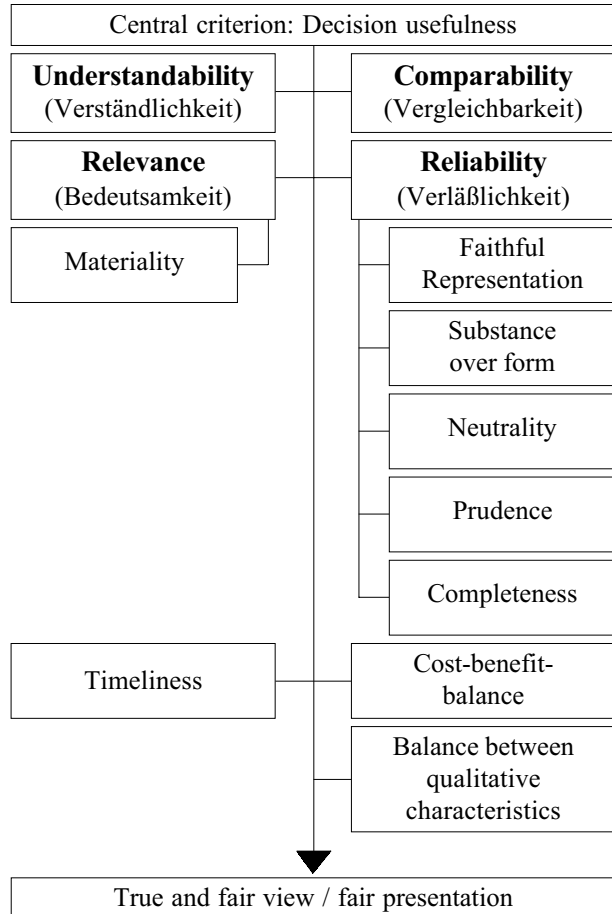 Central criterion: Decision usefulness
Understandability
(Verständlichkeit)
Comparability
(Vergleichbarkeit)
Relevance
(Bedeutsamkeit)
Reliability
(Verläßlichkeit)
Materiality
Faithful
Representation
Substance
over form
Neutrality
Prudence
Completeness
Timeliness
Cost-benefit-
balance
Balance between
qualitative
characteristics
True and fair view / fair presentation